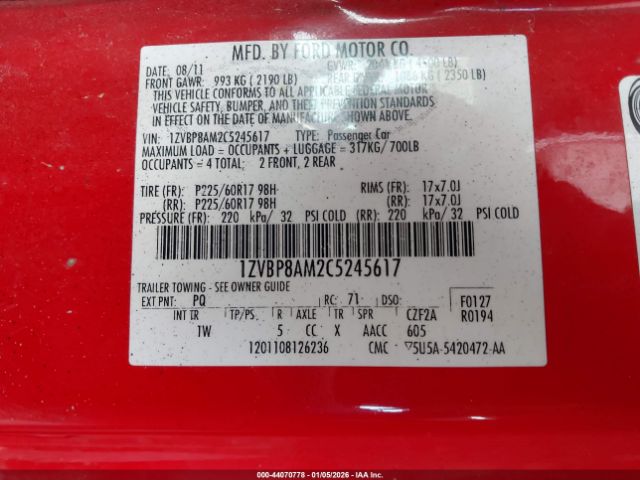 MFD. BY FORD MOTOR CO.
DATE: 08/11 GVWR:
FRONT GAWR: 993 KG ( 2190 LB) REAR KG ( 2350 LB)
THIS VEHICLE CONFORMS TO ALL APPLICABLE FEDERAL MOTOR
VEHICLE SAFETY, BUMPER, AND THEFT PREVENTION STANDARDS
IN EFFECT ON THE DATE OF MANUFACTURE SHOWN ABOVE.
VIN: 1ZVBP8AM2C5245617 TYPE: Passenger Car
MAXIMUM LOAD = OCCUPANTS + LUGGAGE = 317KG/ 700LB
OCCUPANTS = 4 TOTAL: 2 FRONT, 2 REAR
TIRE (FR): P225/60R17 98H RIMS (FR): 17x7.0J
(RR): P225/60R17 98H (RR): 17x7.0J
PRESSURE (FR): 220 kPa/ 32 PSI COLD (RR): 220 kPa/ 32 PSI COLD
1ZVBP8AM2C5245617
TRAILER TOWING - SEE OWNER GUIDE
EXT PNT: PQ RC: 71 DSO: F0127
INT TR TP/PS R AXLE TR SPR CZF2A R0194
1W 5 CC X AACC 605
1201108126236 CMC ▽5U5A-5420472-AA
000-44070778 — 01/05/2026 — IAAI.COM